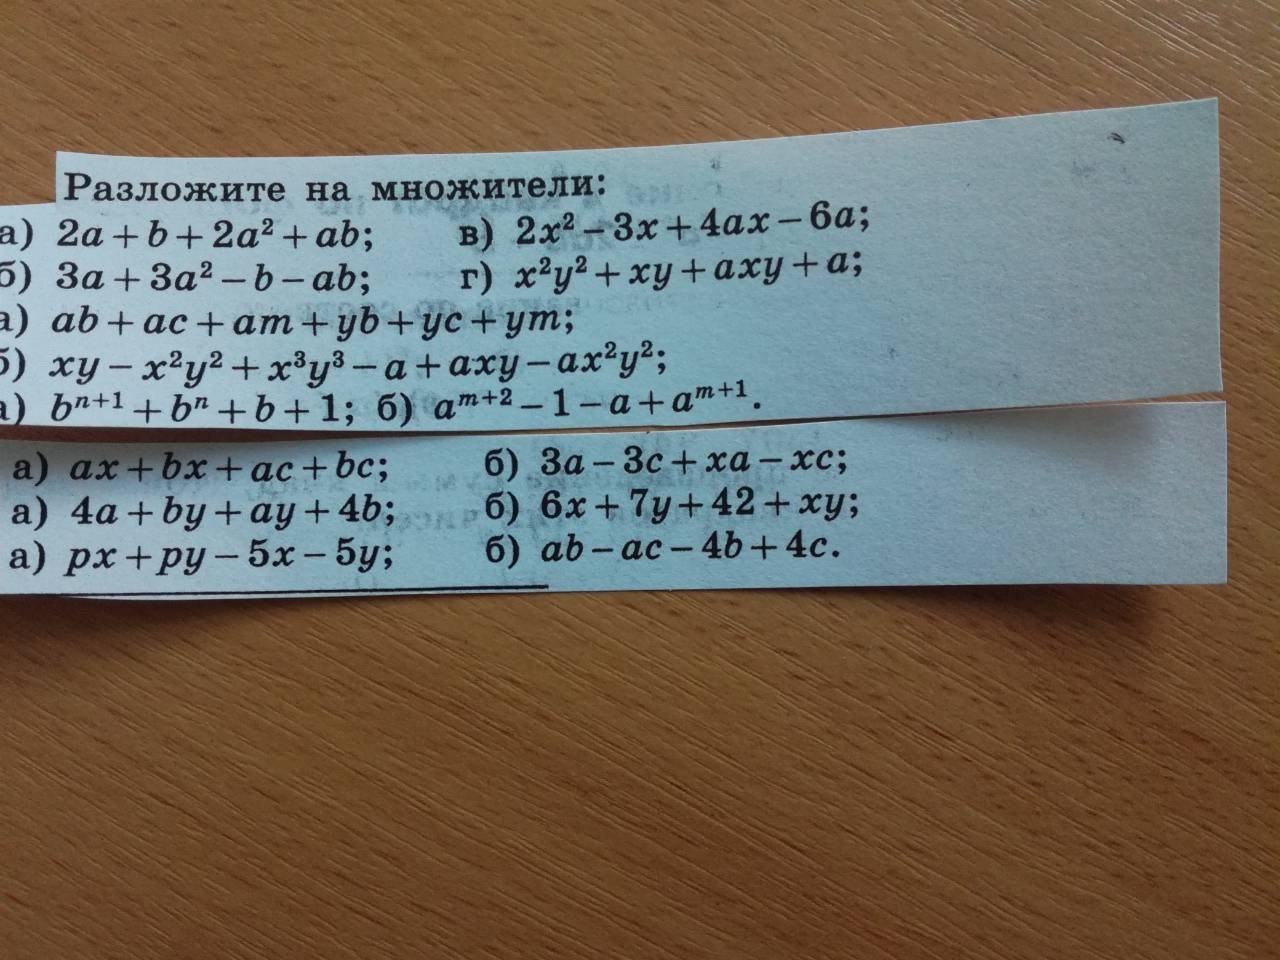 Разложите на множители:
а) 2a + b + 2a² + ab; в) 2x² − 3x + 4ax − 6a;
б) 3a + 3a² − b − ab; г) x²y² + xy + axy + a;
а) ab + ac + am + yb + yc + ym;
б) xy − x²y² + x³y³ − a + axy − ax²y²;
а) bⁿ⁺¹ + bⁿ + b + 1; б) aᵐ⁺² − 1 − a + aᵐ⁺¹.
а) ax + bx + ac + bc; б) 3a − 3c + xa − xc;
а) 4a + by + ay + 4b; б) 6x + 7y + 42 + xy;
а) px + py − 5x − 5y; б) ab − ac − 4b + 4c.